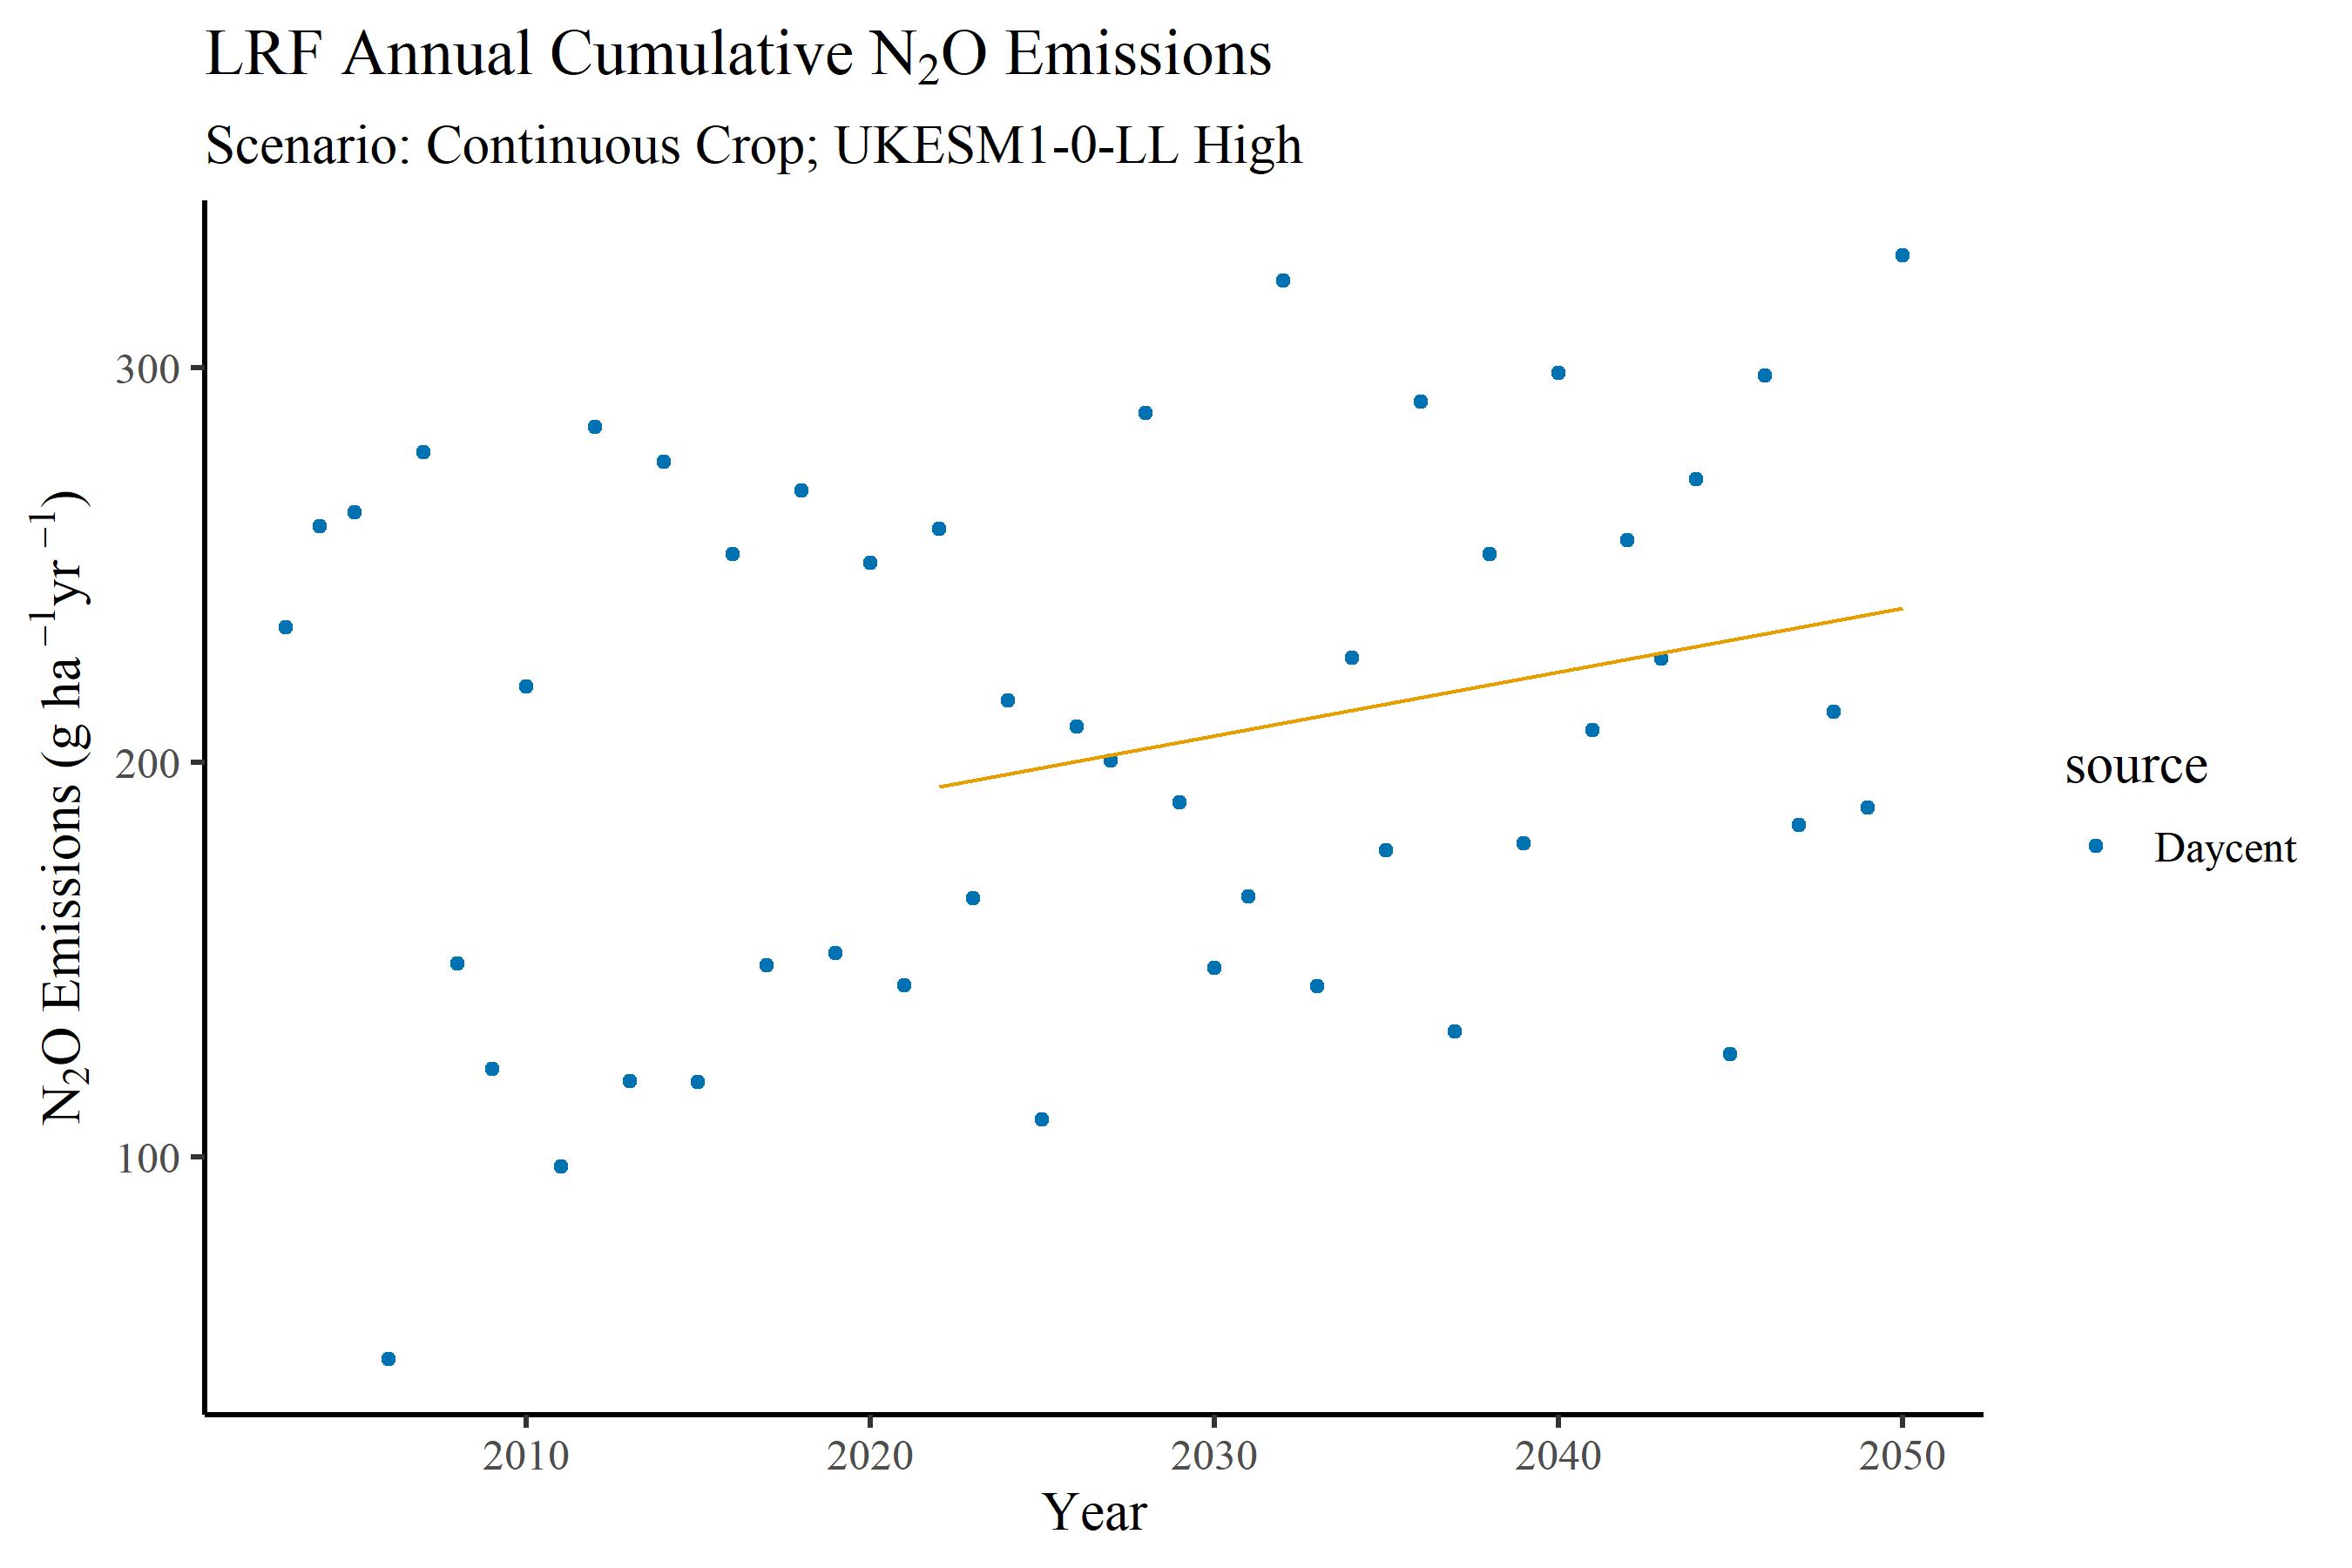 LRF Annual Cumulative N₂O Emissions
Scenario: Continuous Crop; UKESM1-0-LL High
N₂O Emissions (g ha ⁻¹yr ⁻¹)
300
200
100
source
Daycent
2010 2020 2030 2040 2050
Year